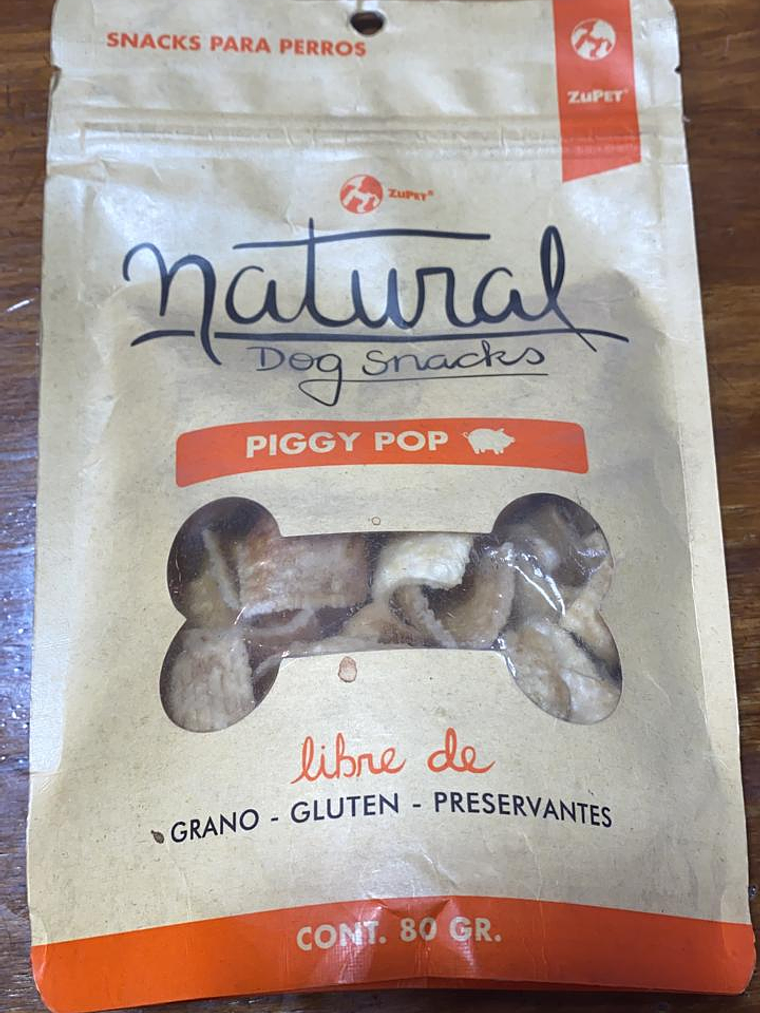 SNACKS PARA PERROS
ZUPET
ZUPET®
natural
Dog snacks
PIGGY POP
libre de
GRANO - GLUTEN - PRESERVANTES
CONT. 80 GR.